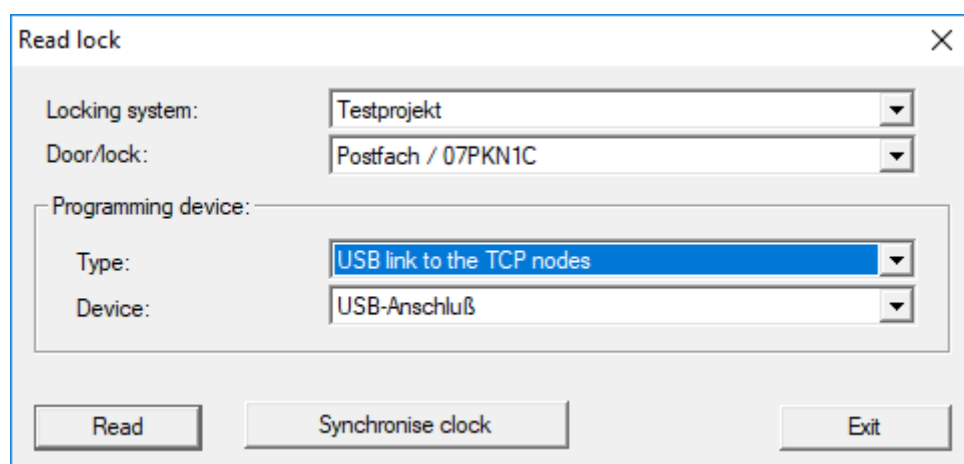 Read lock
Locking system: Testprojekt
Door/lock: Postfach / 07PKN1C
Programming device:
Type: USB link to the TCP nodes
Device: USB-Anschluß
Read Synchronise clock Exit